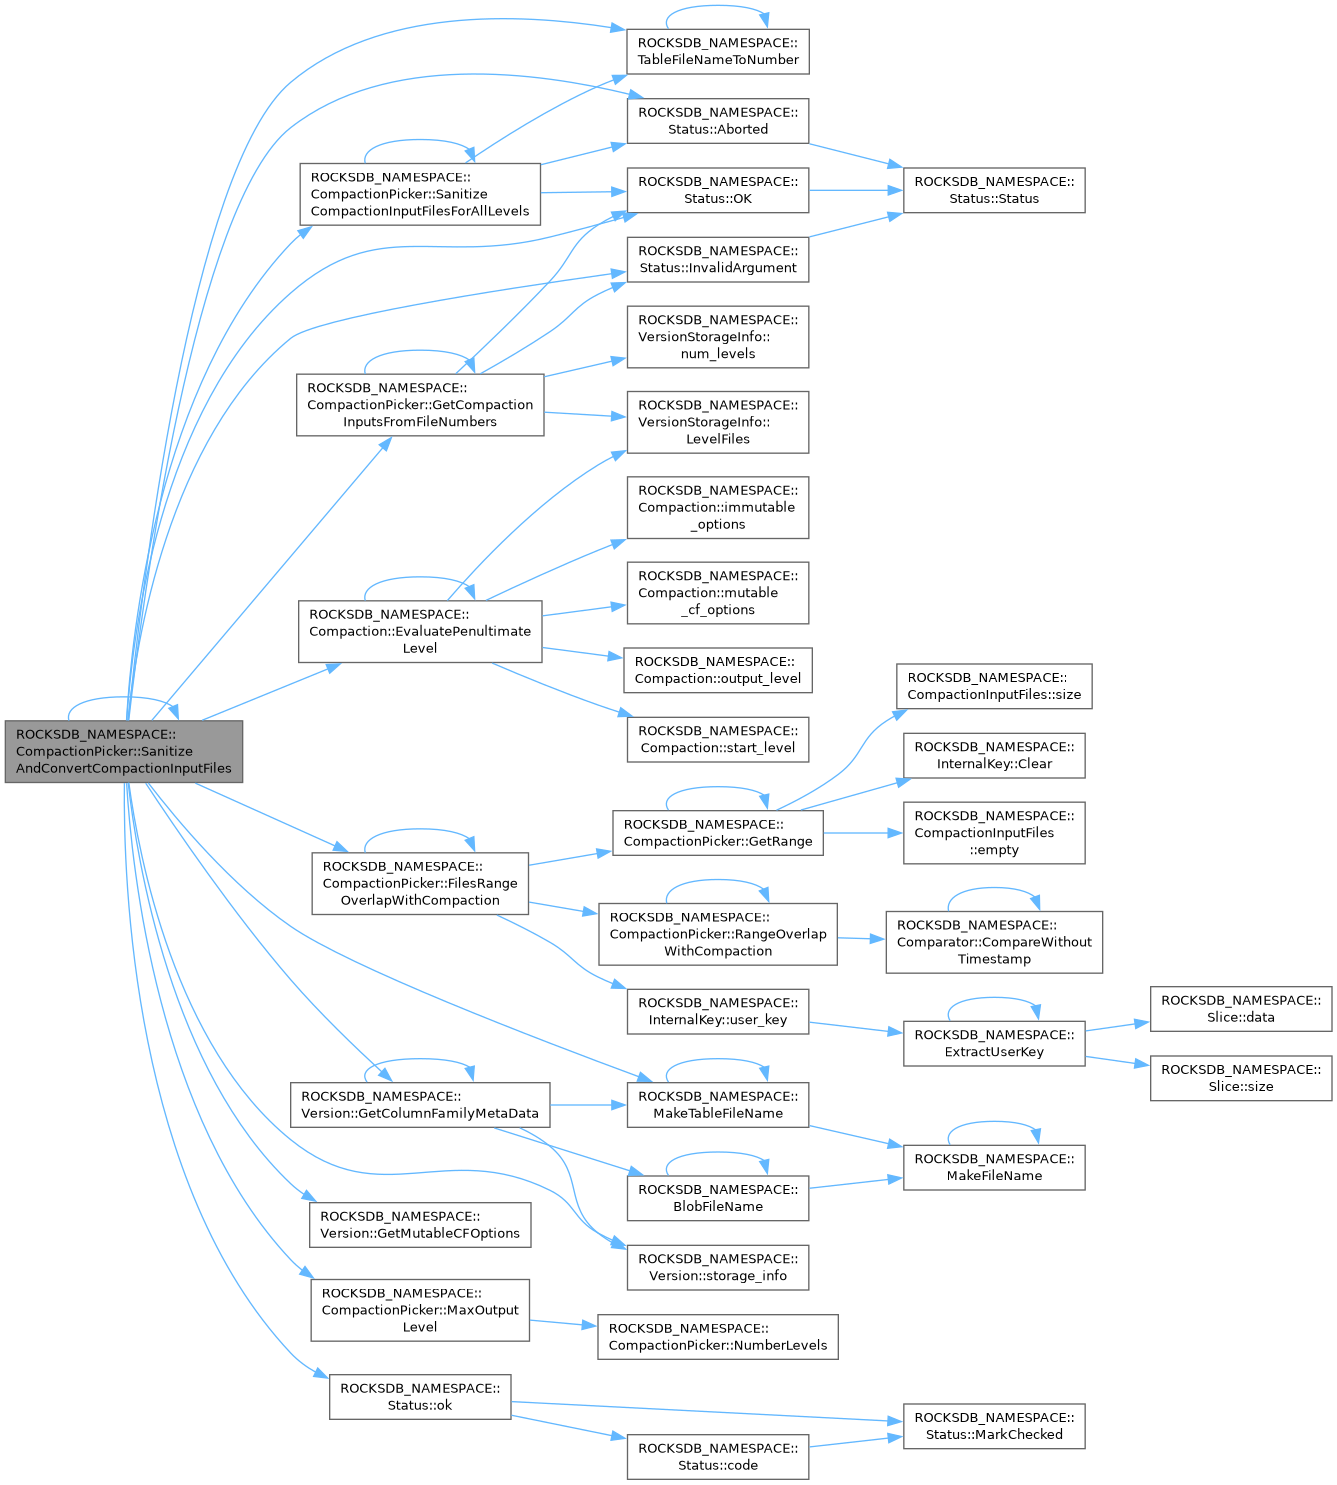 ROCKSDB_NAMESPACE::
CompactionPicker::Sanitize
AndConvertCompactionInputFiles
ROCKSDB_NAMESPACE::
CompactionPicker::Sanitize
CompactionInputFilesForAllLevels
ROCKSDB_NAMESPACE::
CompactionPicker::GetCompaction
InputsFromFileNumbers
ROCKSDB_NAMESPACE::
Compaction::EvaluatePenultimate
Level
ROCKSDB_NAMESPACE::
CompactionPicker::FilesRange
OverlapWithCompaction
ROCKSDB_NAMESPACE::
Version::GetColumnFamilyMetaData
ROCKSDB_NAMESPACE::
Version::GetMutableCFOptions
ROCKSDB_NAMESPACE::
CompactionPicker::MaxOutput
Level
ROCKSDB_NAMESPACE::
Status::ok
ROCKSDB_NAMESPACE::
TableFileNameToNumber
ROCKSDB_NAMESPACE::
Status::Aborted
ROCKSDB_NAMESPACE::
Status::OK
ROCKSDB_NAMESPACE::
Status::InvalidArgument
ROCKSDB_NAMESPACE::
VersionStorageInfo::
num_levels
ROCKSDB_NAMESPACE::
VersionStorageInfo::
LevelFiles
ROCKSDB_NAMESPACE::
Compaction::immutable
_options
ROCKSDB_NAMESPACE::
Compaction::mutable
_cf_options
ROCKSDB_NAMESPACE::
Compaction::output_level
ROCKSDB_NAMESPACE::
Compaction::start_level
ROCKSDB_NAMESPACE::
CompactionPicker::GetRange
ROCKSDB_NAMESPACE::
CompactionPicker::RangeOverlap
WithCompaction
ROCKSDB_NAMESPACE::
InternalKey::user_key
ROCKSDB_NAMESPACE::
MakeTableFileName
ROCKSDB_NAMESPACE::
BlobFileName
ROCKSDB_NAMESPACE::
Version::storage_info
ROCKSDB_NAMESPACE::
CompactionPicker::NumberLevels
ROCKSDB_NAMESPACE::
Status::code
ROCKSDB_NAMESPACE::
Status::Status
ROCKSDB_NAMESPACE::
CompactionInputFiles::size
ROCKSDB_NAMESPACE::
InternalKey::Clear
ROCKSDB_NAMESPACE::
CompactionInputFiles
::empty
ROCKSDB_NAMESPACE::
Comparator::CompareWithout
Timestamp
ROCKSDB_NAMESPACE::
ExtractUserKey
ROCKSDB_NAMESPACE::
MakeFileName
ROCKSDB_NAMESPACE::
Status::MarkChecked
ROCKSDB_NAMESPACE::
Slice::data
ROCKSDB_NAMESPACE::
Slice::size